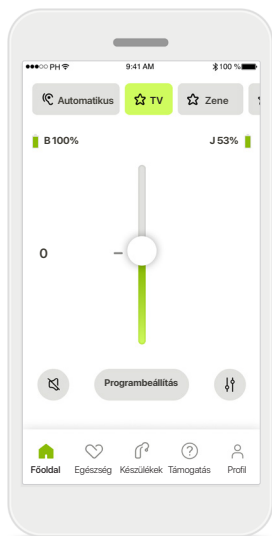 PH 9:41 AM 100 %
Automatikus TV Zene
B 100% J 53%
0
Programbeállítás
Főoldal Egészség Készülékek Támogatás Profil